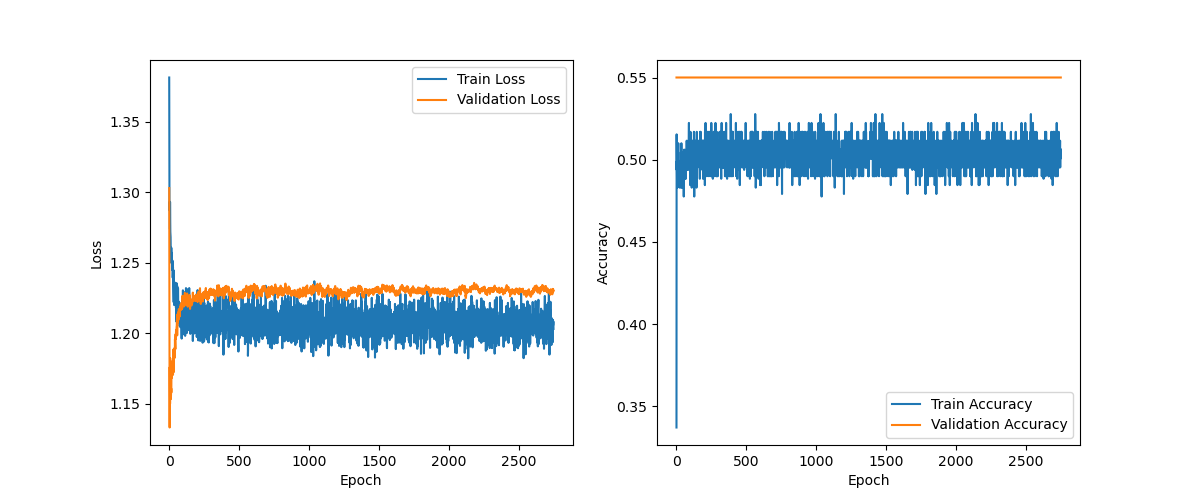 Train Loss
Validation Loss
Loss
1.35
1.30
1.25
1.20
1.15
0 500 1000 1500 2000 2500
Epoch
Accuracy
0.55
0.50
0.45
0.40
0.35
Train Accuracy
Validation Accuracy
0 500 1000 1500 2000 2500
Epoch